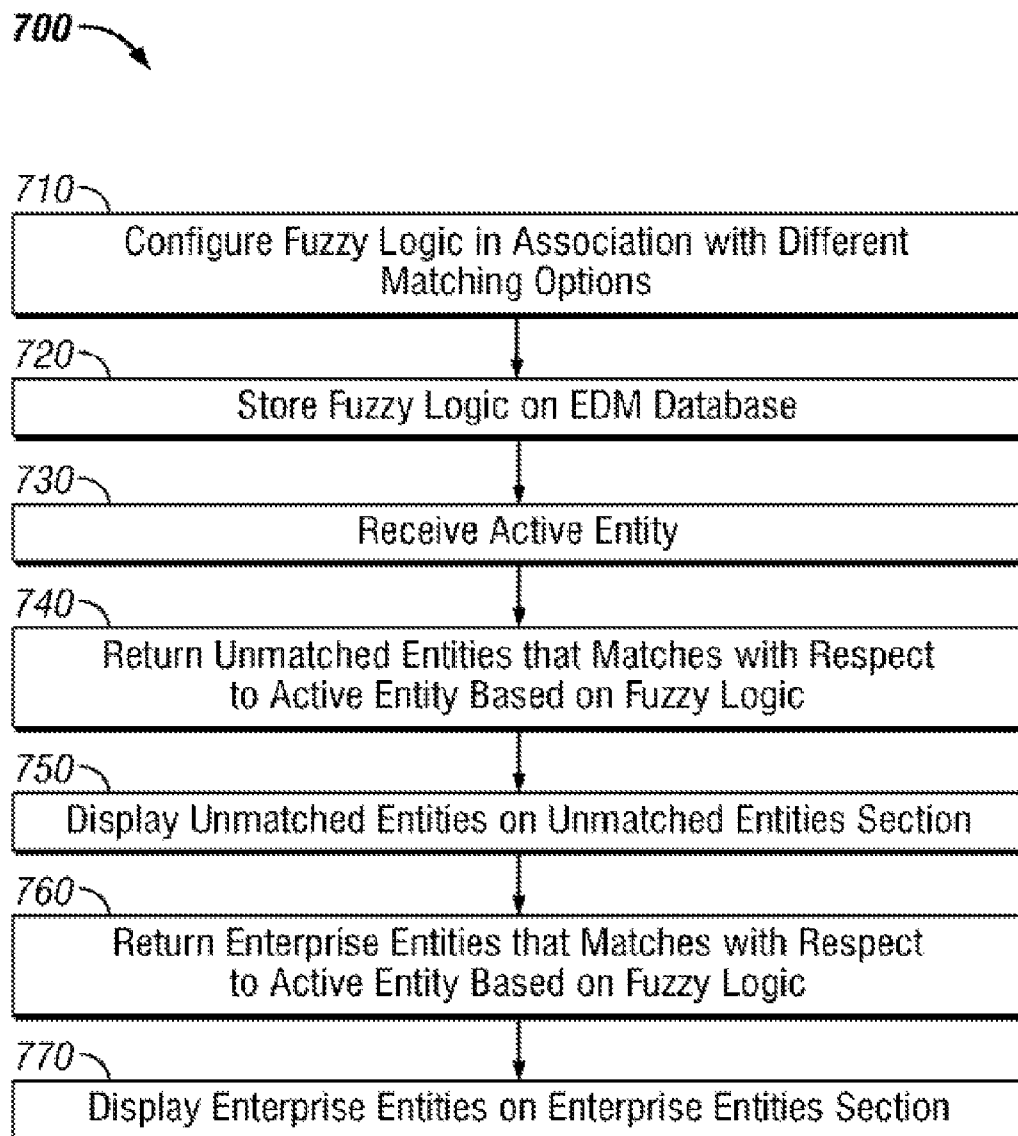 700
710
Configure Fuzzy Logic in Association with Different
Matching Options
720
Store Fuzzy Logic on EDM Database
730
Receive Active Entity
740
Return Unmatched Entities that Matches with Respect
to Active Entity Based on Fuzzy Logic
750
Display Unmatched Entities on Unmatched Entities Section
760
Return Enterprise Entities that Matches with Respect
to Active Entity Based on Fuzzy Logic
770
Display Enterprise Entities on Enterprise Entities Section